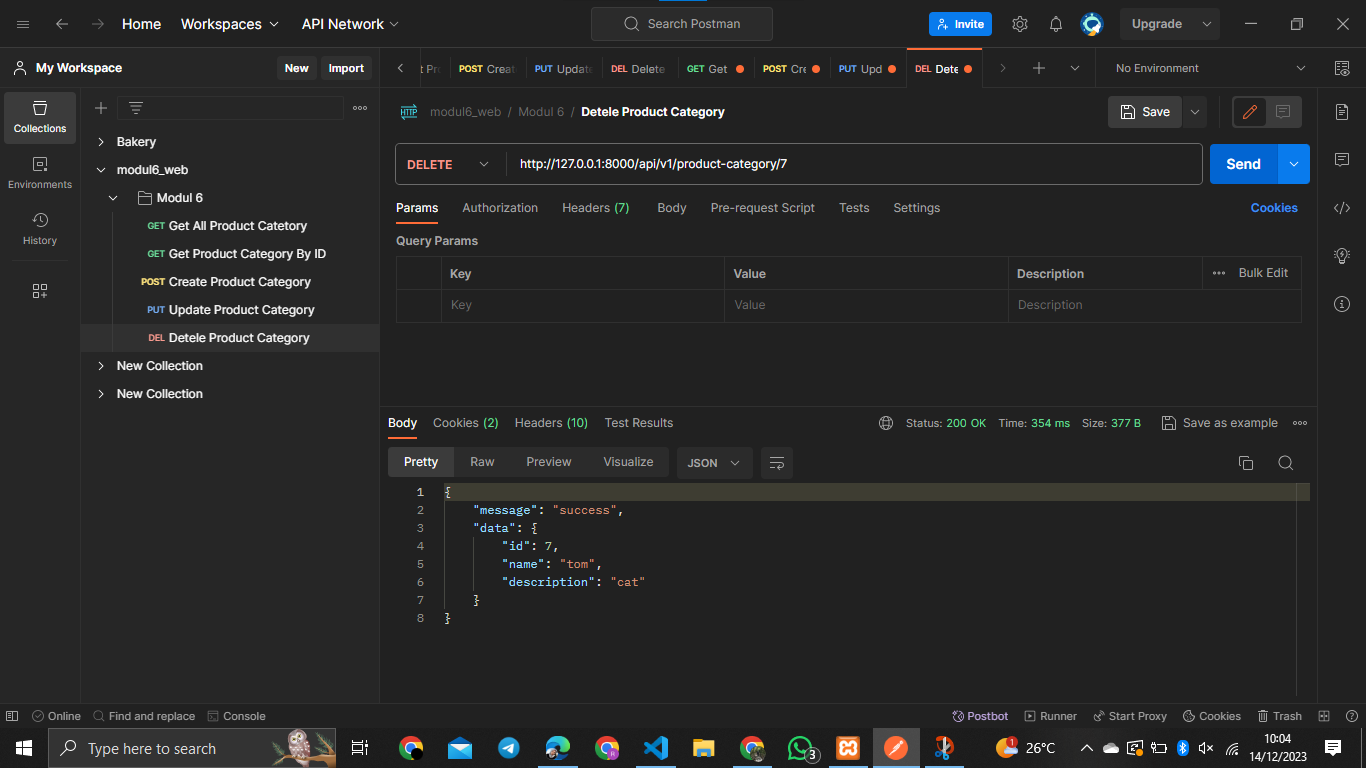 Home Workspaces API Network Search Postman Invite Upgrade
My Workspace New Import
POST Creat PUT Update DEL Delete GET Get POST Cre PUT Upd DEL Dete No Environment
Collections
Environments
History
Bakery
modul6_web
Modul 6
GET Get All Product Catetory
GET Get Product Category By ID
POST Create Product Category
PUT Update Product Category
DEL Detele Product Category
New Collection
New Collection
HTTP modul6_web / Modul 6 / Detele Product Category Save
DELETE http://127.0.0.1:8000/api/v1/product-category/7 Send
Params Authorization Headers (7) Body Pre-request Script Tests Settings Cookies
Query Params
Key Value Description Bulk Edit
Key Value Description
Body Cookies (2) Headers (10) Test Results Status: 200 OK Time: 354 ms Size: 377 B Save as example
Pretty Raw Preview Visualize JSON
1 {
2 "message": "success",
3 "data": {
4 "id": 7,
5 "name": "tom",
6 "description": "cat"
7 }
8 }
Online Find and replace Console Postbot Runner Start Proxy Cookies Trash
Type here to search 3 1 26°C 10:04
14/12/2023